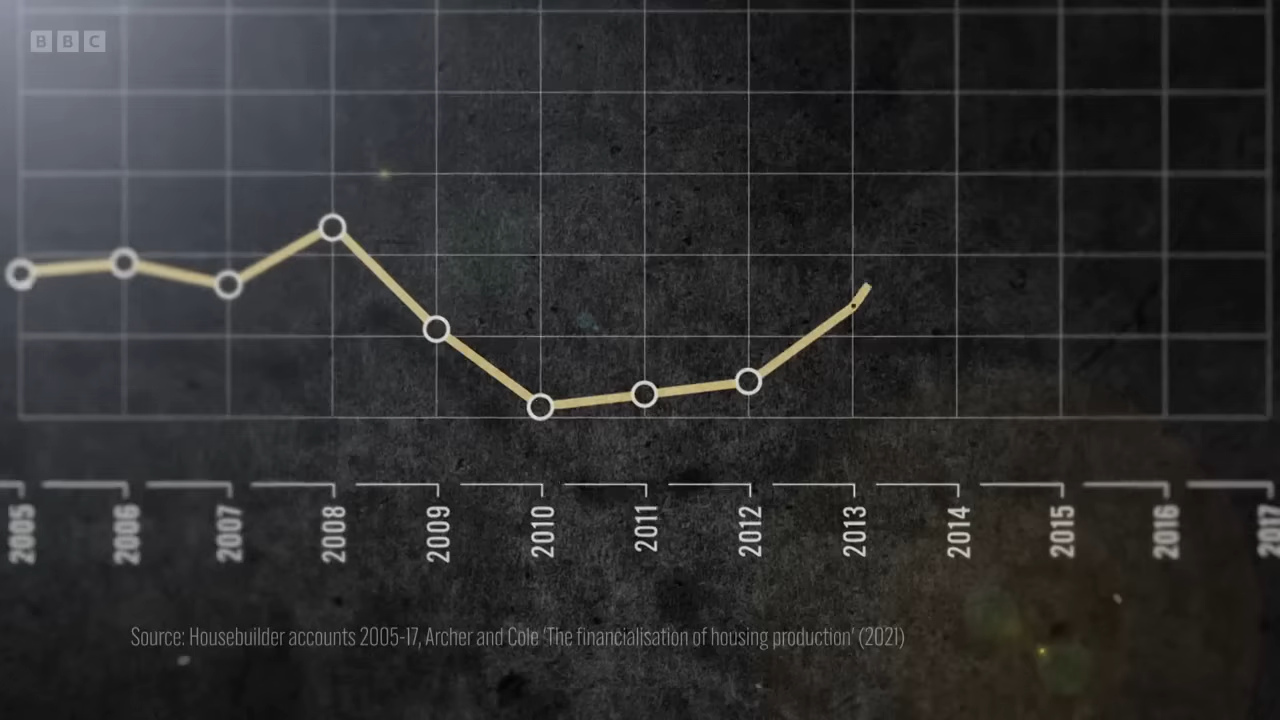 BBC
2005 2006 2007 2008 2009 2010 2011 2012 2013 2014 2015 2016 2017
Source: Housebuilder accounts 2005-17, Archer and Cole 'The financialisation of housing production' (2021)